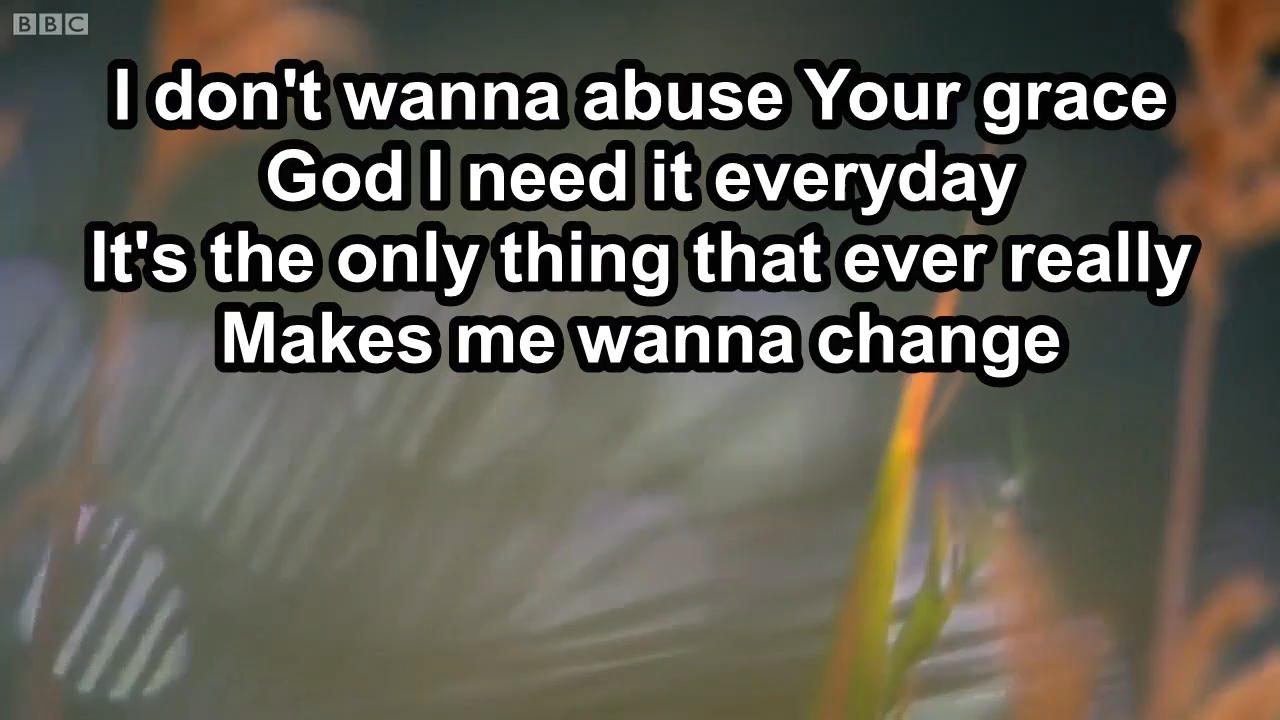 BBC
I don't wanna abuse Your grace
God I need it everyday
It's the only thing that ever really
Makes me wanna change